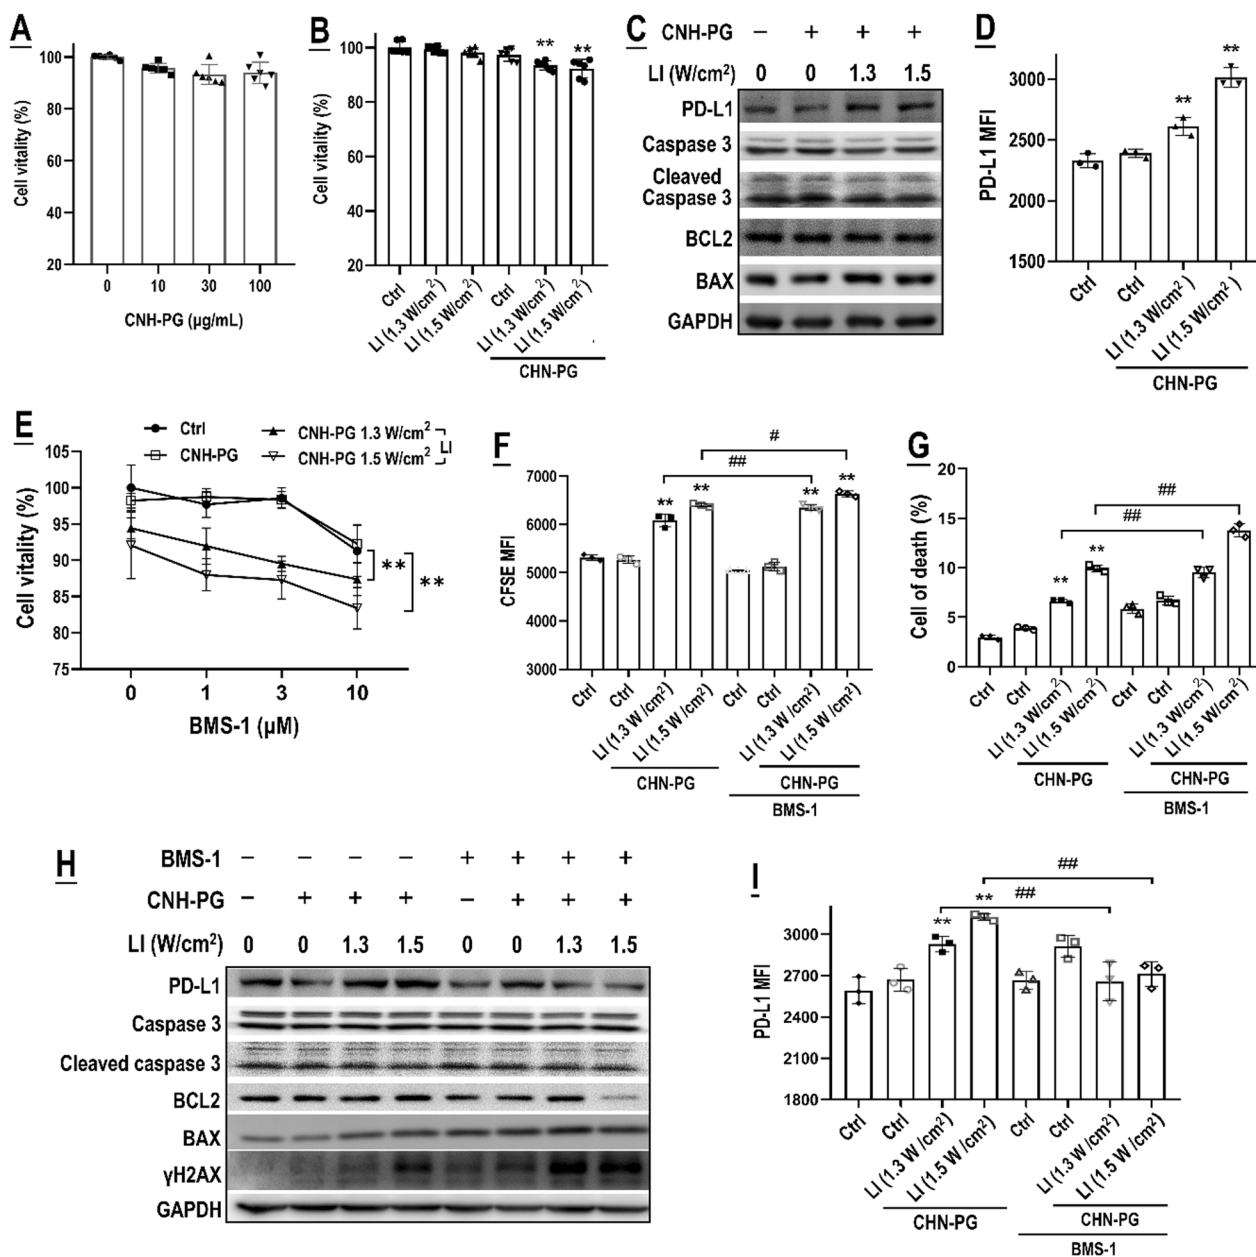 A
Cell vitality (%)
100
80
60
40
20
0 10 30 100
CNH-PG (μg/mL)
B
Cell vitality (%)
100
80
60
40
20
Ctrl
LI (1.3 W/cm²)
LI (1.5 W/cm²)
Ctrl
LI (1.3 W/cm²)
LI (1.5 W/cm²)
** **
CHN-PG
C
CNH-PG − + + +
LI (W/cm²) 0 0 1.3 1.5
PD-L1
Caspase 3
Cleaved
Caspase 3
BCL2
BAX
GAPDH
D
PD-L1 MFI
3000
2500
2000
1500
** **
Ctrl
Ctrl
LI (1.3 W/cm²)
LI (1.5 W/cm²)
CHN-PG
E
Ctrl
CNH-PG
CNH-PG 1.3 W/cm²
CNH-PG 1.5 W/cm²
LI
Cell vitality (%)
105
100
95
90
85
80
75
** **
0 1 3 10
BMS-1 (μM)
F
CFSE MFI
7000
6000
5000
4000
3000
#
##
** ** ** **
Ctrl
Ctrl
LI (1.3 W/cm²)
LI (1.5 W/cm²)
Ctrl
Ctrl
LI (1.3 W/cm²)
LI (1.5 W/cm²)
CHN-PG CHN-PG
BMS-1
G
Cell of death (%)
20
15
10
5
0
##
##
** **
Ctrl
Ctrl
LI (1.3 W/cm²)
LI (1.5 W/cm²)
Ctrl
Ctrl
LI (1.3 W/cm²)
LI (1.5 W/cm²)
CHN-PG CHN-PG
BMS-1
H
BMS-1 − − − − + + + +
CNH-PG − + + + − + + +
LI (W/cm²) 0 0 1.3 1.5 0 0 1.3 1.5
PD-L1
Caspase 3
Cleaved caspase 3
BCL2
BAX
γH2AX
GAPDH
I
PD-L1 MFI
3000
2700
2400
2100
1800
##
##
** **
Ctrl
Ctrl
LI (1.3 W/cm²)
LI (1.5 W/cm²)
Ctrl
Ctrl
LI (1.3 W/cm²)
LI (1.5 W/cm²)
CHN-PG CHN-PG
BMS-1